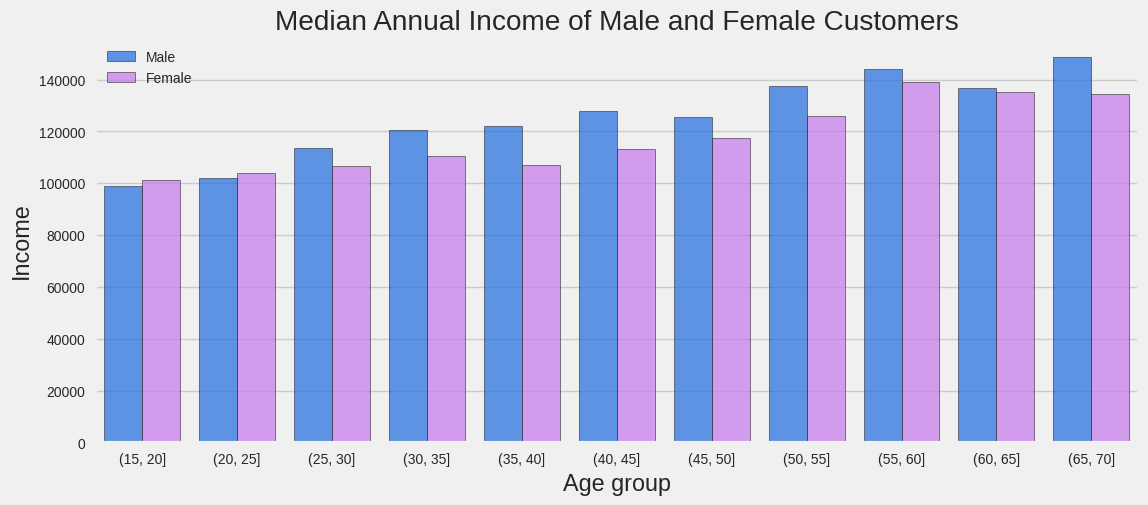 Median Annual Income of Male and Female Customers
Male
Female
140000
120000
100000
80000
60000
40000
20000
0
Income
(15, 20] (20, 25] (25, 30] (30, 35] (35, 40] (40, 45] (45, 50] (50, 55] (55, 60] (60, 65] (65, 70]
Age group